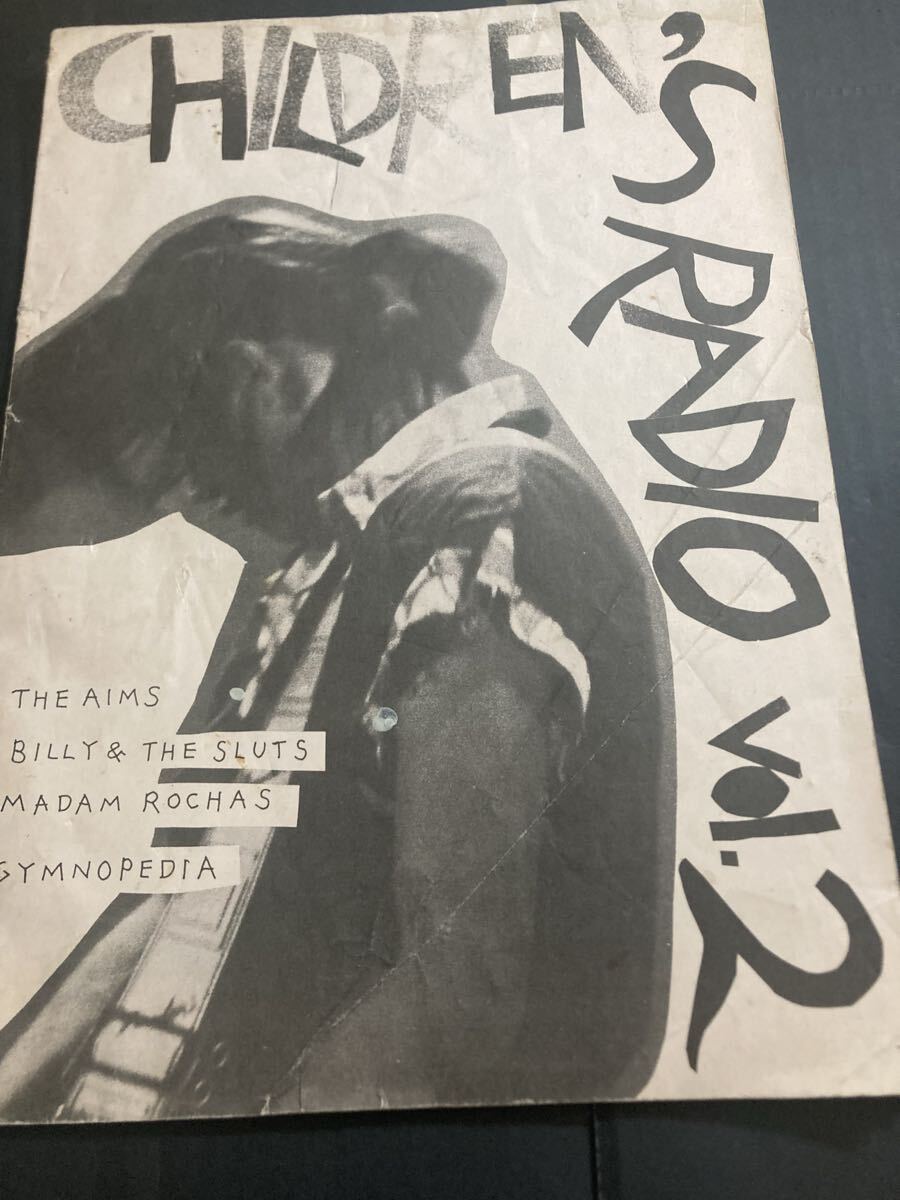 CHILDREN'S RADIO vol.2
THE AIMS
BILLY & THE SLUTS
MADAM ROCHAS
GYMNOPEDIA